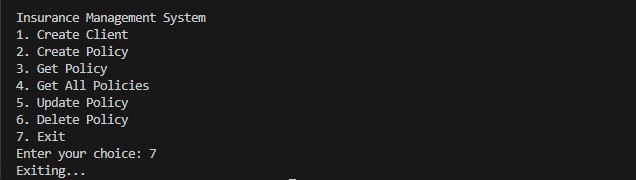 Insurance Management System
1. Create Client
2. Create Policy
3. Get Policy
4. Get All Policies
5. Update Policy
6. Delete Policy
7. Exit
Enter your choice: 7
Exiting...